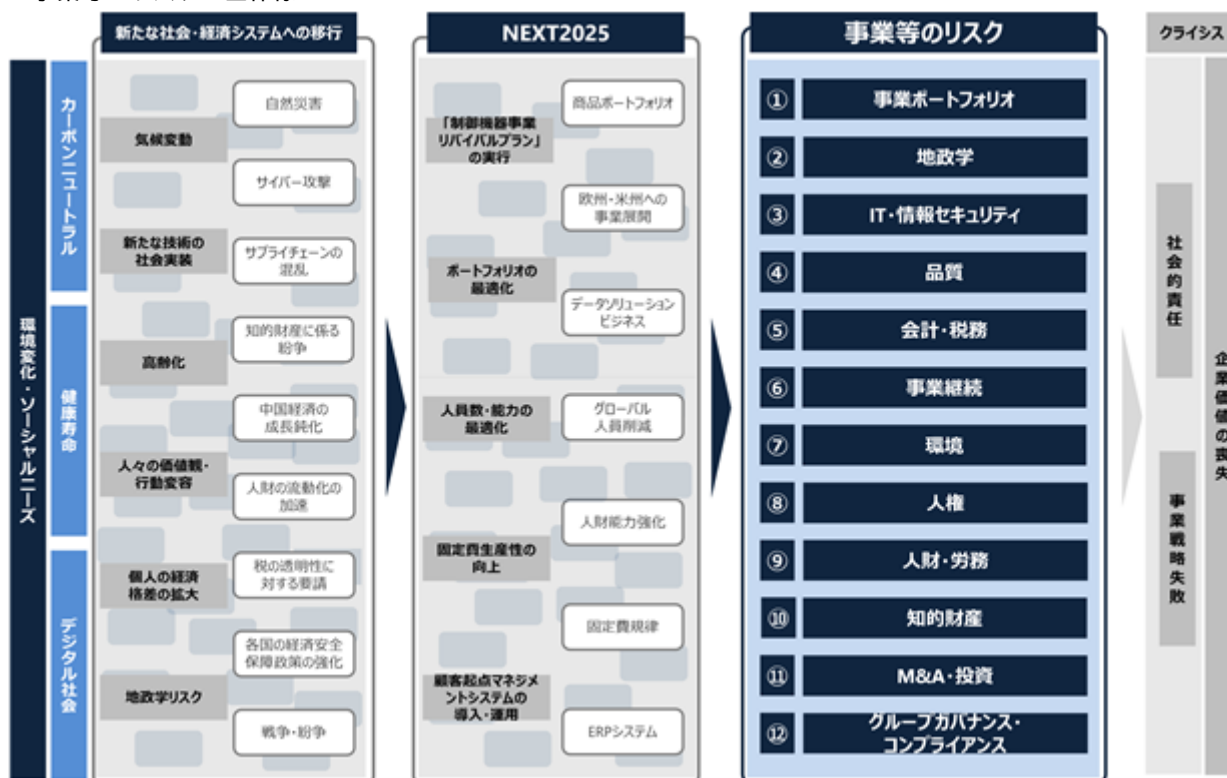 新たな社会・経済システムへの移行
NEXT2025
事業等のリスク
クライシス
環境変化・ソーシャルニーズ
カーボンニュートラル
健康寿命
デジタル社会
気候変動
新たな技術の
社会実装
高齢化
人々の価値観・
行動変容
個人の経済
格差の拡大
地政学リスク
自然災害
サイバー攻撃
サプライチェーンの
混乱
知的財産に係る
紛争
中国経済の
成長鈍化
人財の流動化の
加速
税の透明性に
対する要請
各国の経済安全
保障政策の強化
戦争・紛争
「制御機器事業
リバイバルプラン」
の実行
ポートフォリオの
最適化
人員数・能力の
最適化
固定費生産性の
向上
顧客起点マネジメ
ントシステムの
導入・運用
商品ポートフォリオ
欧州・米州への
事業展開
データソリューション
ビジネス
グローバル
人員削減
人財能力強化
固定費規律
ERPシステム
① 事業ポートフォリオ
② 地政学
③ IT・情報セキュリティ
④ 品質
⑤ 会計・税務
⑥ 事業継続
⑦ 環境
⑧ 人権
⑨ 人財・労務
⑩ 知的財産
⑪ M&A・投資
⑫ グループガバナンス・
コンプライアンス
社会的責任
事業戦略失敗
企業価値の喪失